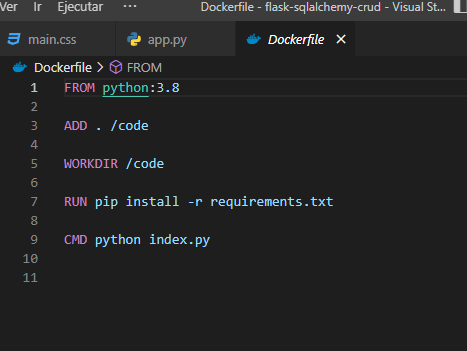 Ver Ir Ejecutar ··· Dockerfile - flask-sqlalchemy-crud - Visual St...
main.css app.py Dockerfile ×
Dockerfile > FROM
1 FROM python:3.8
2
3 ADD . /code
4
5 WORKDIR /code
6
7 RUN pip install -r requirements.txt
8
9 CMD python index.py
10
11